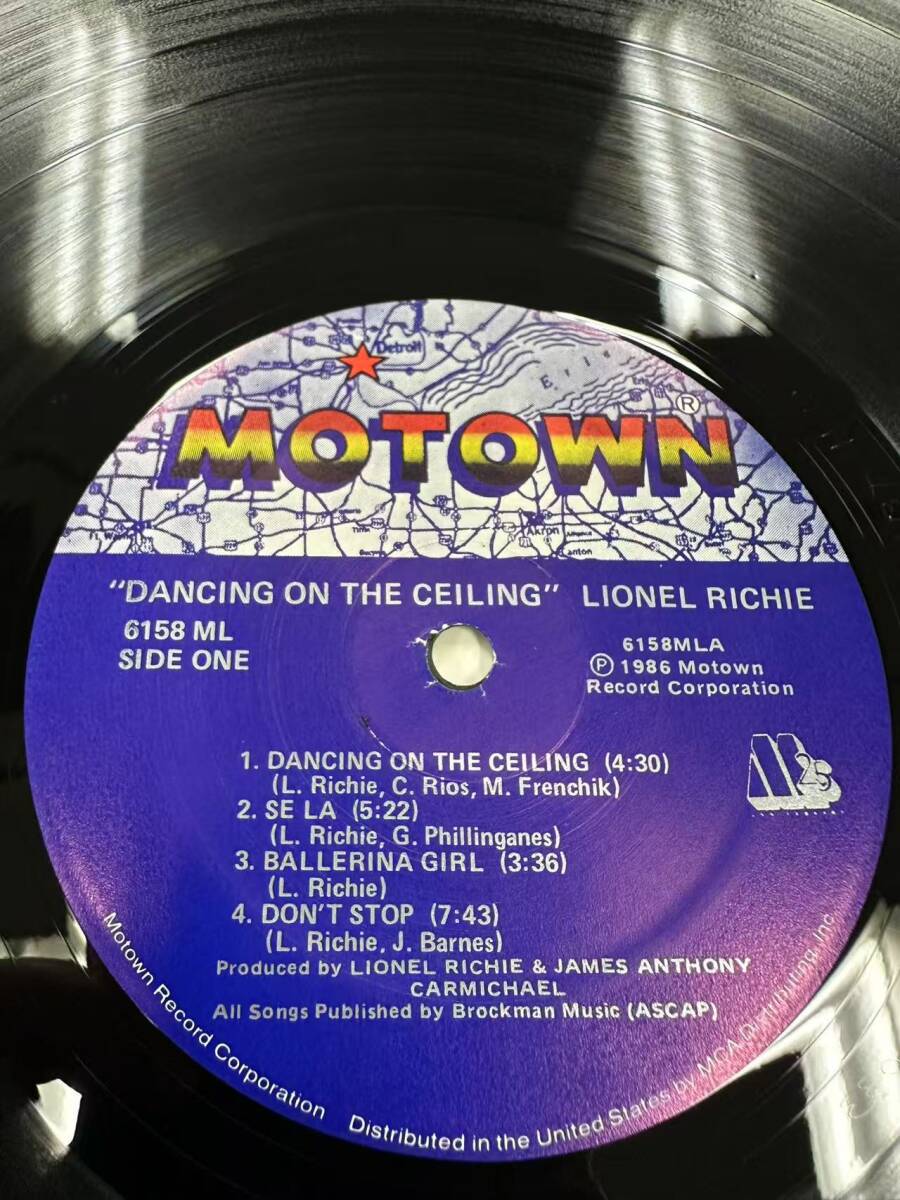 Detroit
Erie
MOTOWN®
Akron
"DANCING ON THE CEILING" LIONEL RICHIE
6158 ML
SIDE ONE
6158MLA
℗ 1986 Motown
Record Corporation
1. DANCING ON THE CEILING (4:30)
(L. Richie, C. Rios, M. Frenchik)
2. SE LA (5:22)
(L. Richie, G. Phillinganes)
3. BALLERINA GIRL (3:36)
(L. Richie)
4. DON'T STOP (7:43)
(L. Richie, J. Barnes)
Produced by LIONEL RICHIE & JAMES ANTHONY
CARMICHAEL
All Songs Published by Brockman Music (ASCAP)
Motown Record Corporation Distributed in the United States by MCA Distributing, Inc